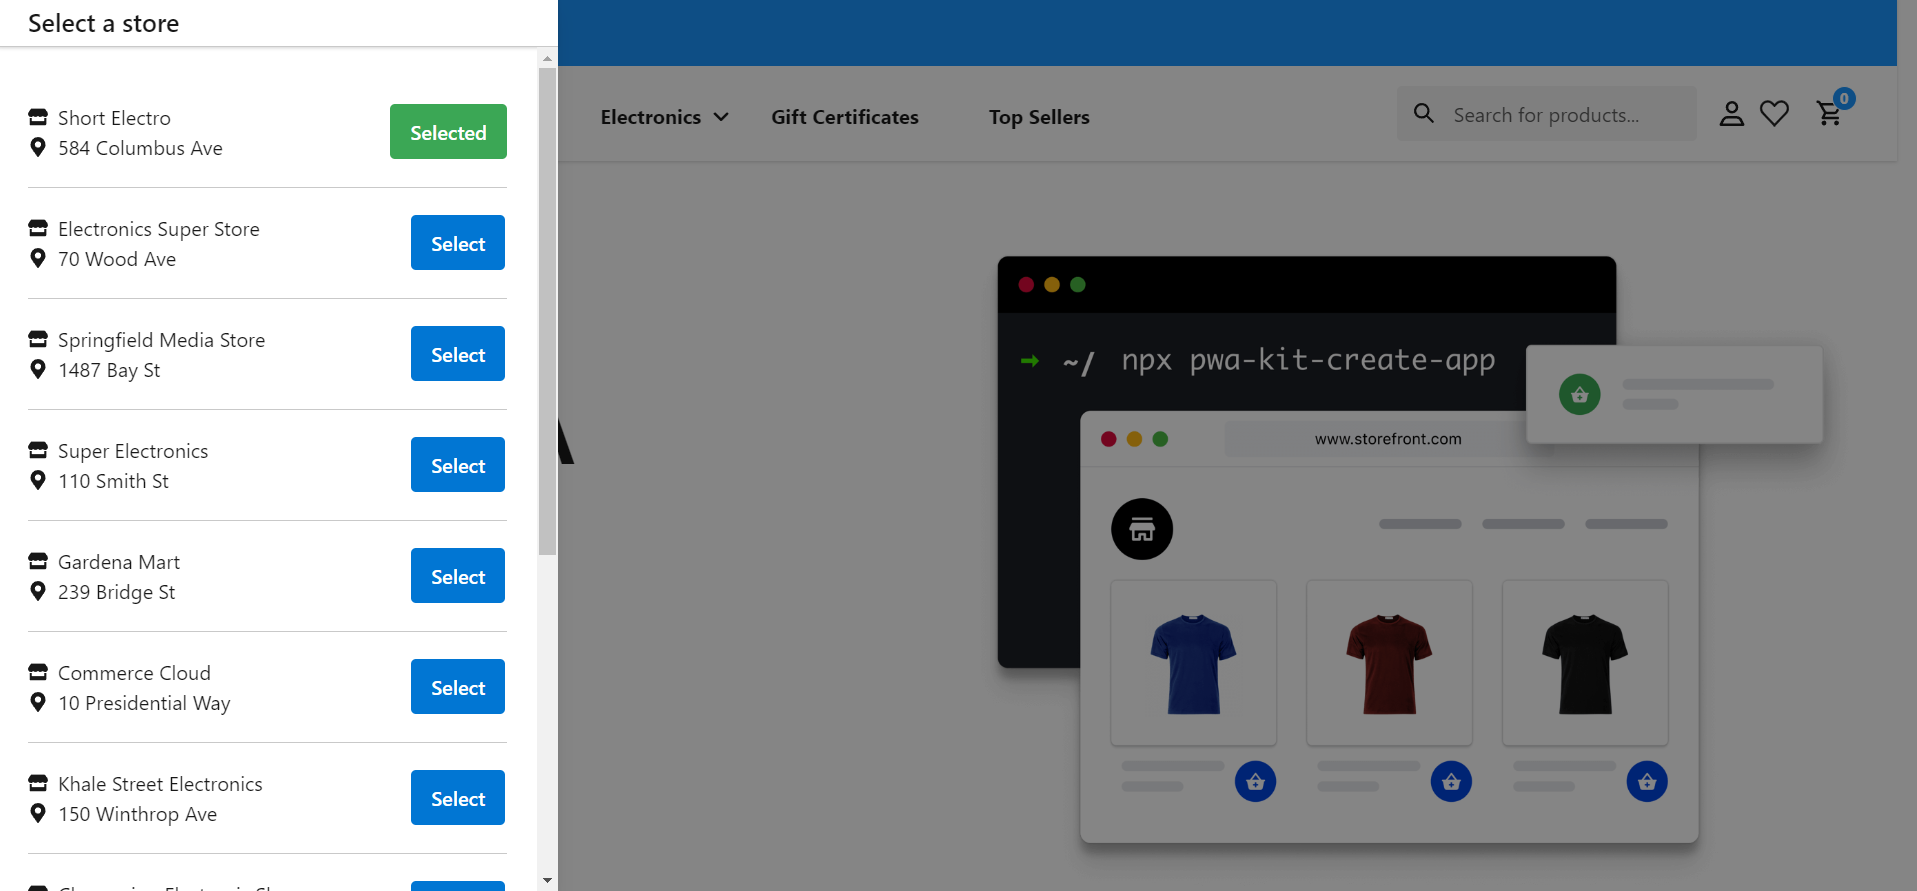 Select a store
Short Electro
584 Columbus Ave
Selected
Electronics Super Store
70 Wood Ave
Select
Springfield Media Store
1487 Bay St
Select
Super Electronics
110 Smith St
Select
Gardena Mart
239 Bridge St
Select
Commerce Cloud
10 Presidential Way
Select
Khale Street Electronics
150 Winthrop Ave
Select
Electronics
Gift Certificates
Top Sellers
Search for products...
0
➞ ~/ npx pwa-kit-create-app
www.storefront.com